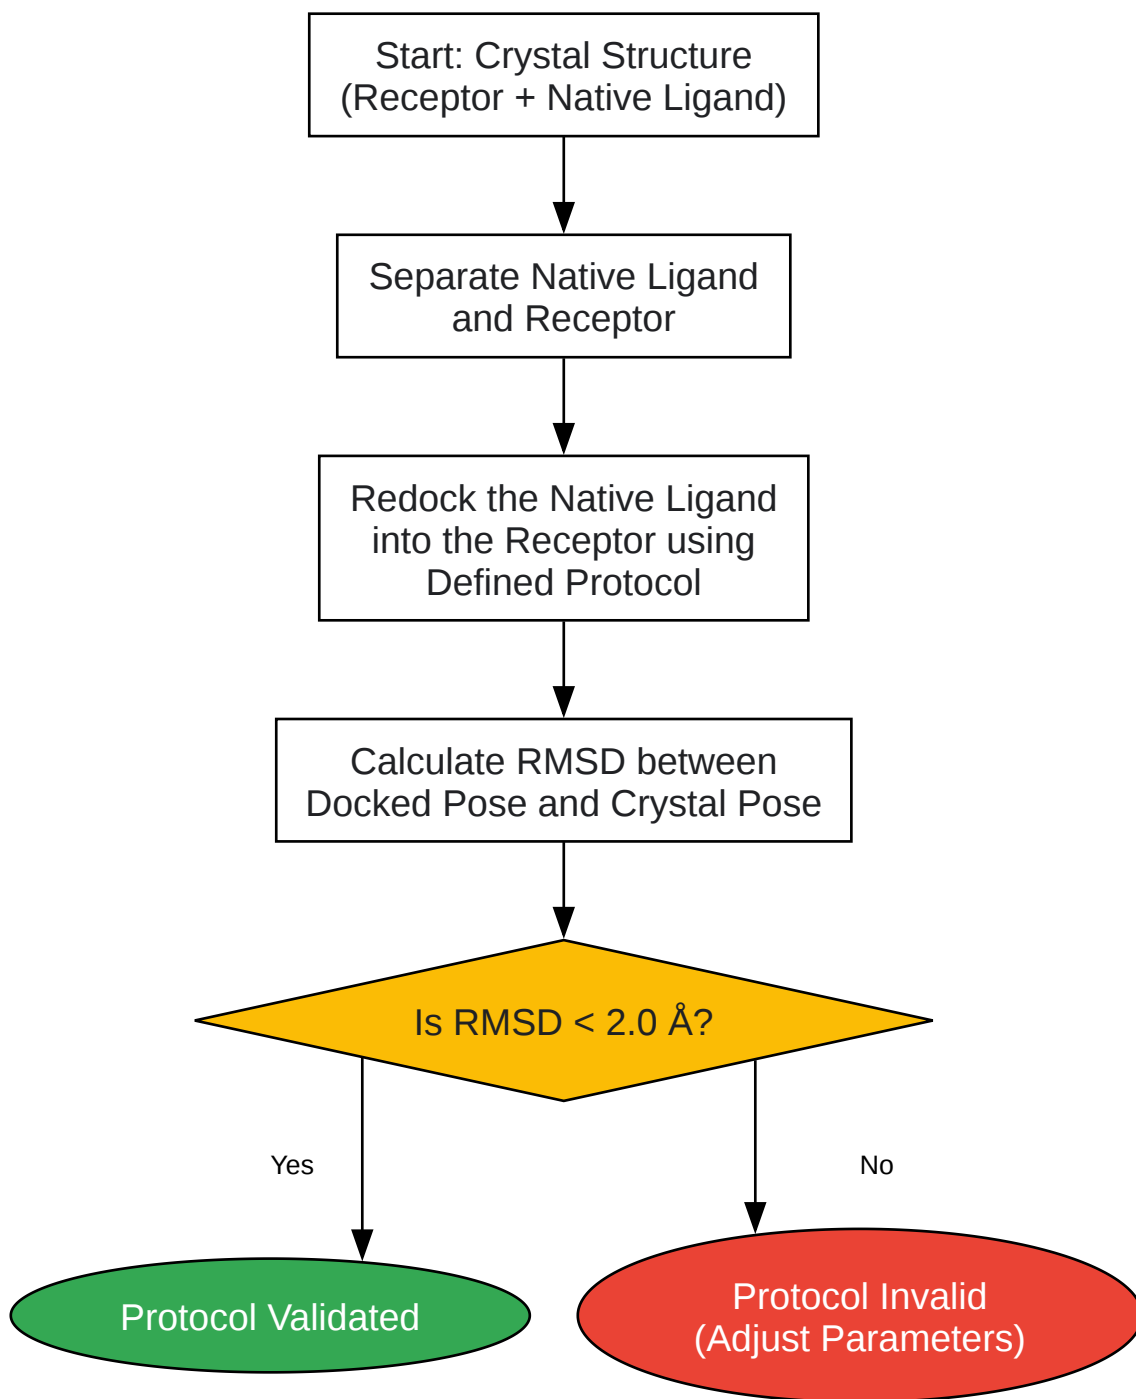 Start: Crystal Structure
(Receptor + Native Ligand)
Separate Native Ligand
and Receptor
Redock the Native Ligand
into the Receptor using
Defined Protocol
Calculate RMSD between
Docked Pose and Crystal Pose
Is RMSD < 2.0 Å?
Yes
No
Protocol Validated
Protocol Invalid
(Adjust Parameters)